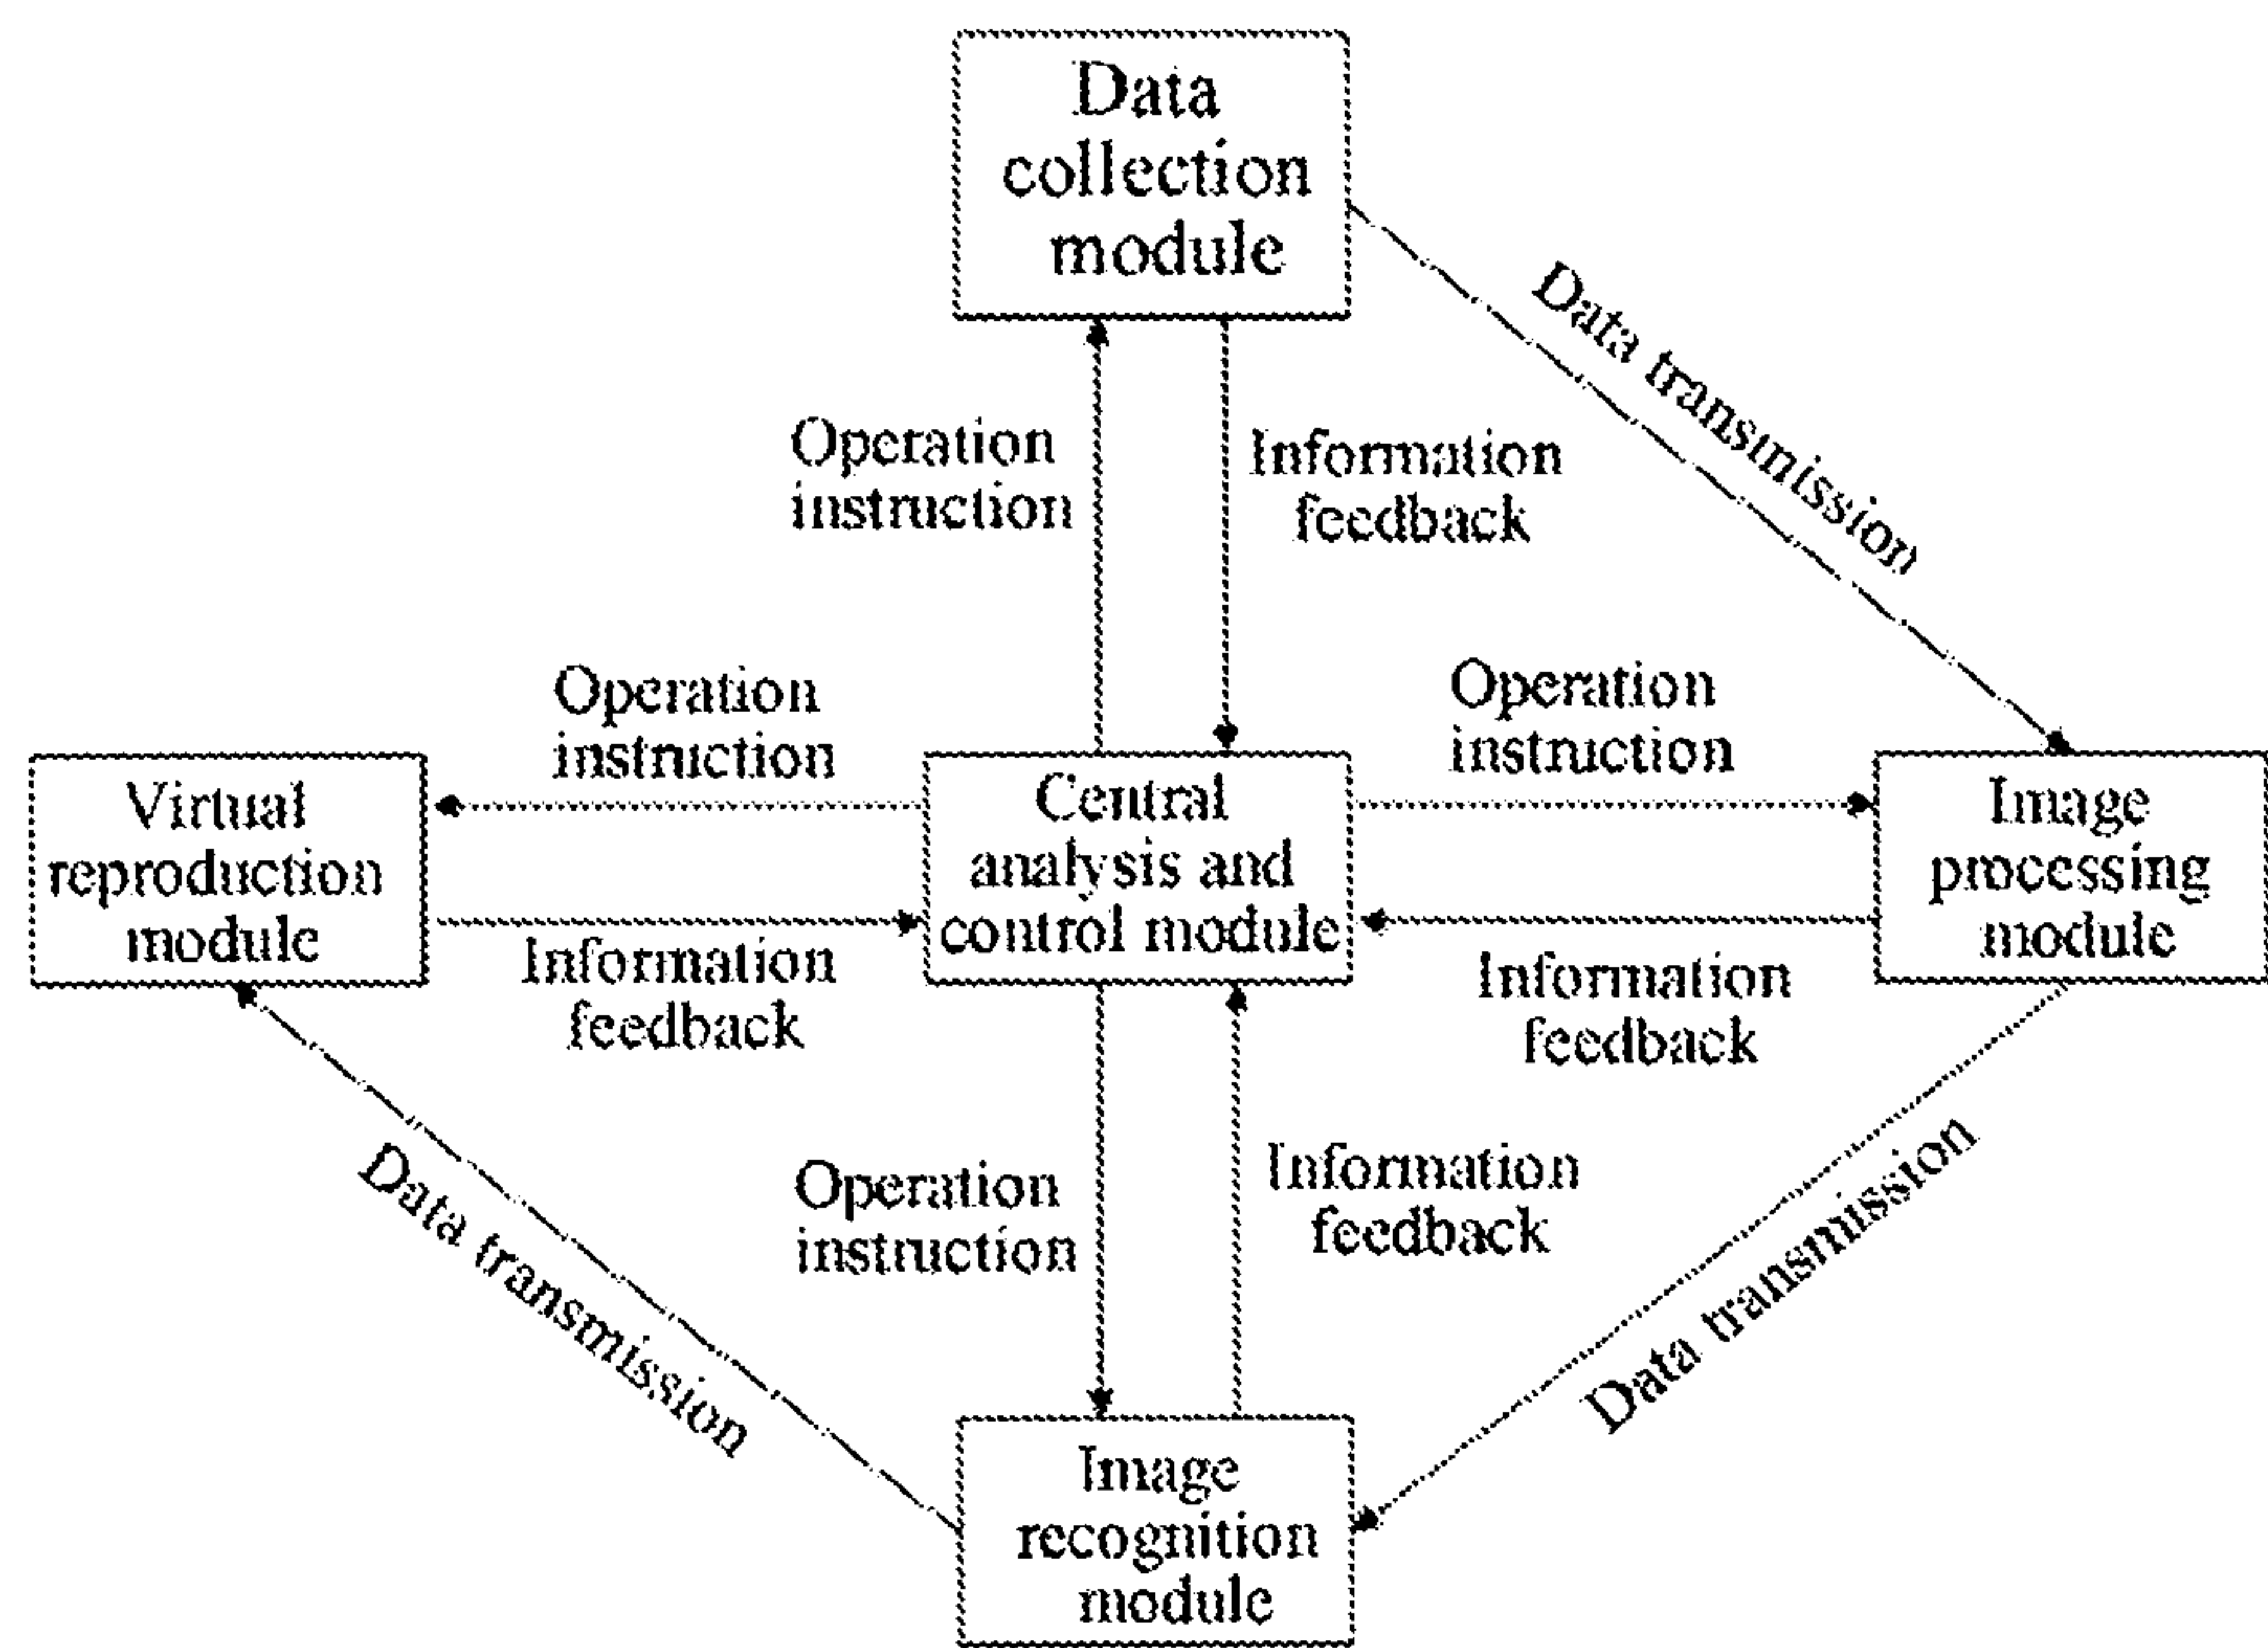 Data
collection
module
Data transmission
Operation
instruction
Information
feedback
Operation
instruction
Operation
instruction
Virtual
reproduction
module
Central
analysis and
control module
Image
processing
module
Information
feedback
Information
feedback
Data transmission
Operation
instruction
Information
feedback
Data transmission
Image
recognition
module